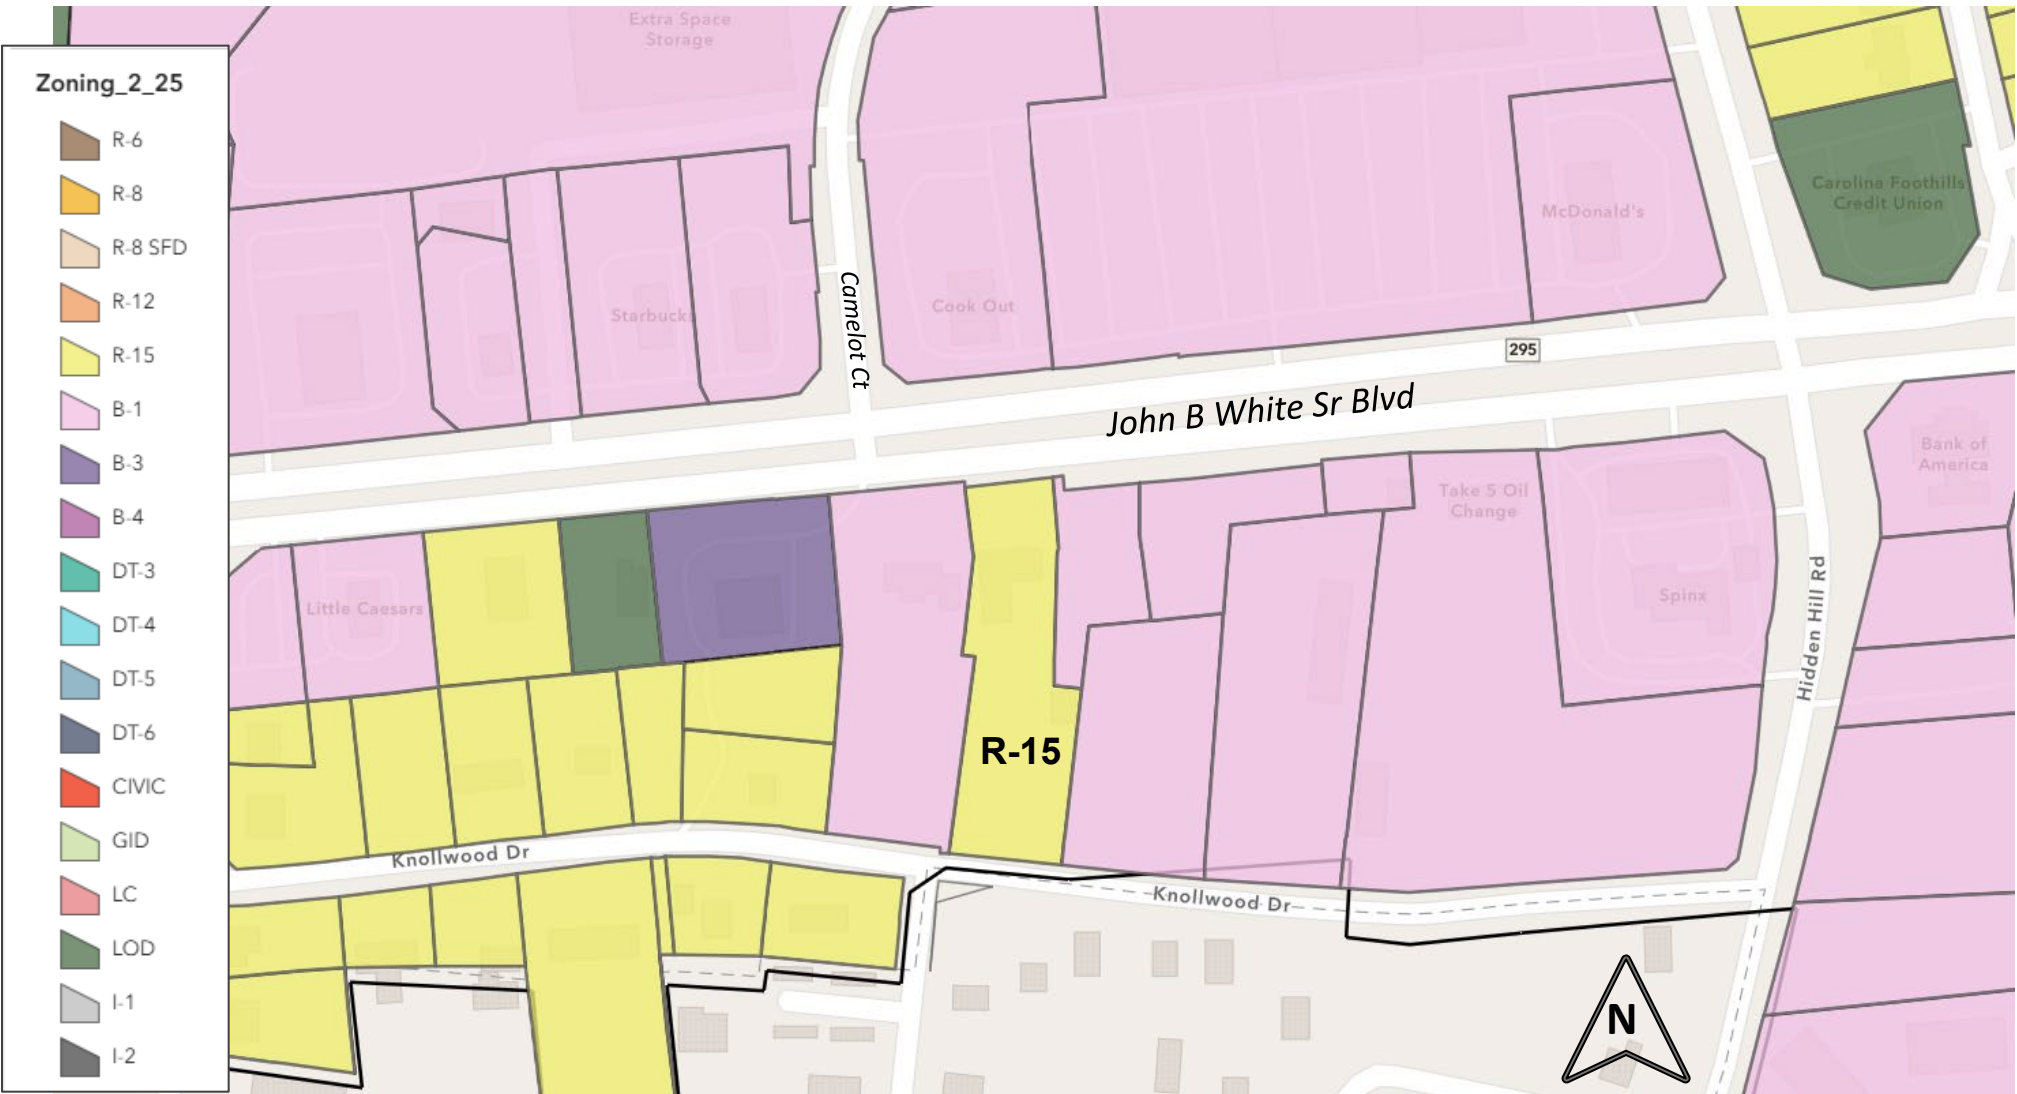 Zoning_2_25
R-6
R-8
R-8 SFD
R-12
R-15
B-1
B-3
B-4
DT-3
DT-4
DT-5
DT-6
CIVIC
GID
LC
LOD
I-1
I-2
Extra Space
Storage
Carolina Foothills
Credit Union
McDonald's
Starbucks
Camelot Ct
Cook Out
295
John B White Sr Blvd
Bank of
America
Take 5 Oil
Change
Little Caesars
Spinx
Hidden Hill Rd
R-15
Knollwood Dr
Knollwood Dr
N